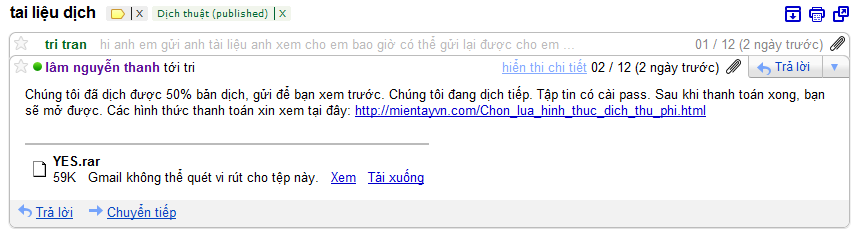 tai liệu dịch | X Dịch thuật (published) | X
tri tran hi anh em gửi anh tài liệu anh xem cho em bao giờ có thể gửi lại được cho em ... 01 / 12 (2 ngày trước)
lâm nguyễn thanh tới tri hiển thi chi tiết 02 / 12 (2 ngày trước) Trả lời
Chúng tôi đã dịch được 50% bản dịch, gửi để bạn xem trước. Chúng tôi đang dịch tiếp. Tập tin có cài pass. Sau khi thanh toán xong, bạn
sẽ mở được. Các hình thức thanh toán xin xem tại đây: http://mientayvn.com/Chon_lua_hinh_thuc_dich_thu_phi.html
YES.rar
59K Gmail không thể quét vi rút cho tệp này. Xem Tải xuống
Trả lời Chuyển tiếp